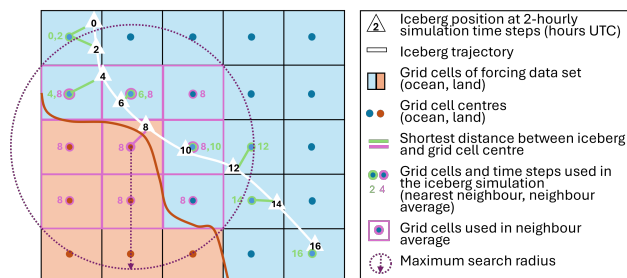 0
0,2
2
4
4,8
6
6,8
8
8
8
8
10
8,10
12
12
8
8
8
14
14
16
16
2
Iceberg position at 2-hourly
simulation time steps (hours UTC)
Iceberg trajectory
Grid cells of forcing data set
(ocean, land)
Grid cell centres
(ocean, land)
Shortest distance between iceberg
and grid cell centre
Grid cells and time steps used in
the iceberg simulation
(nearest neighbour, neighbour
average)
2 4
Grid cells used in neighbour
average
Maximum search radius